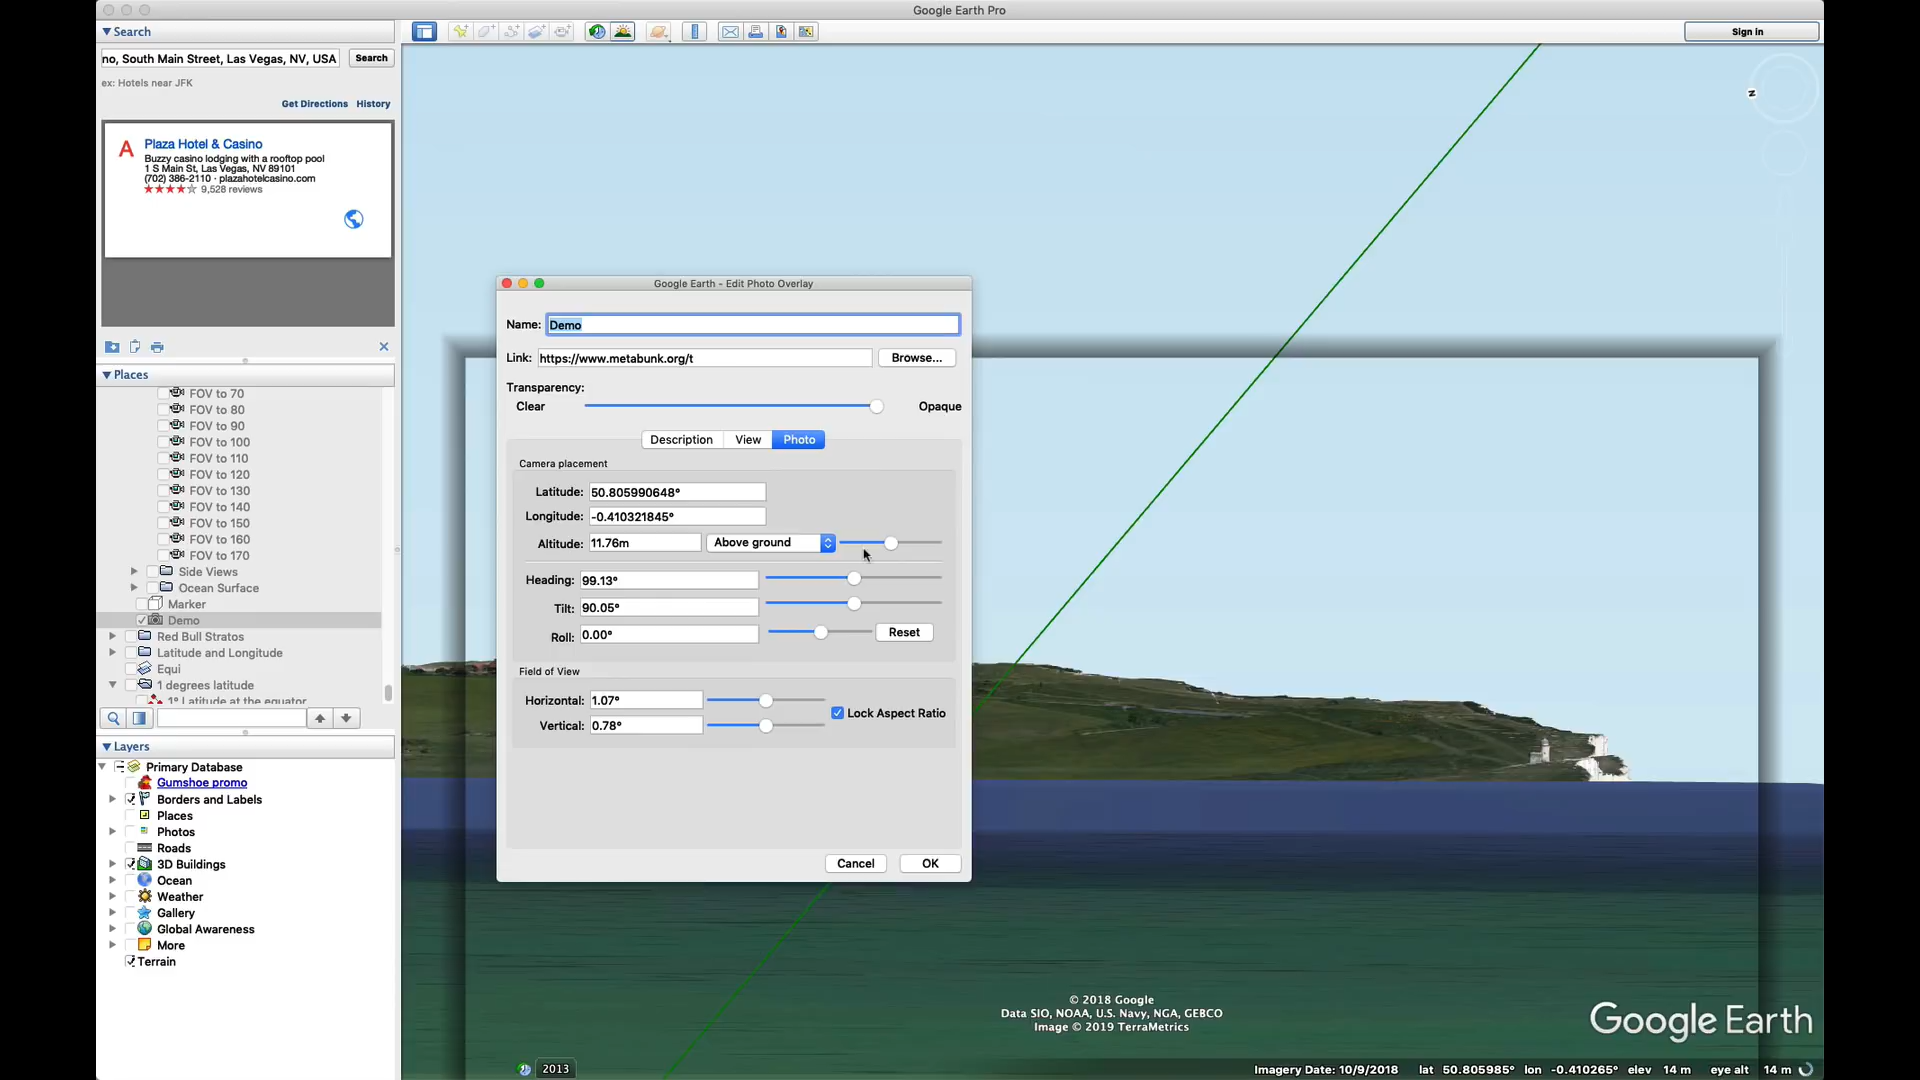 Google Earth Pro
Search
no, South Main Street, Las Vegas, NV, USA
Search
ex: Hotels near JFK
Get Directions History
A
Plaza Hotel & Casino
Buzzy casino lodging with a rooftop pool
1 S Main St, Las Vegas, NV 89101
(702) 386-2110 · plazahotelcasino.com
9,528 reviews
Places
FOV to 70
FOV to 80
FOV to 90
FOV to 100
FOV to 110
FOV to 120
FOV to 130
FOV to 140
FOV to 150
FOV to 160
FOV to 170
Side Views
Ocean Surface
Marker
Demo
Red Bull Stratos
Latitude and Longitude
Equi
1 degrees latitude
1° Latitude at the equator
Layers
Primary Database
Gumshoe promo
Borders and Labels
Places
Photos
Roads
3D Buildings
Ocean
Weather
Gallery
Global Awareness
More
Terrain
Sign in
N
Google Earth - Edit Photo Overlay
Name: Demo
Link: https://www.metabunk.org/t Browse...
Transparency:
Clear Opaque
Description View Photo
Camera placement
Latitude: 50.805990648°
Longitude: -0.410321845°
Altitude: 11.76m Above ground
Heading: 99.13°
Tilt: 90.05°
Roll: 0.00° Reset
Field of View
Horizontal: 1.07°
Vertical: 0.78°
Lock Aspect Ratio
Cancel OK
© 2018 Google
Data SIO, NOAA, U.S. Navy, NGA, GEBCO
Image © 2019 TerraMetrics
Google Earth
2013
Imagery Date: 10/9/2018 lat 50.805985° lon -0.410265° elev 14 m eye alt 14 m